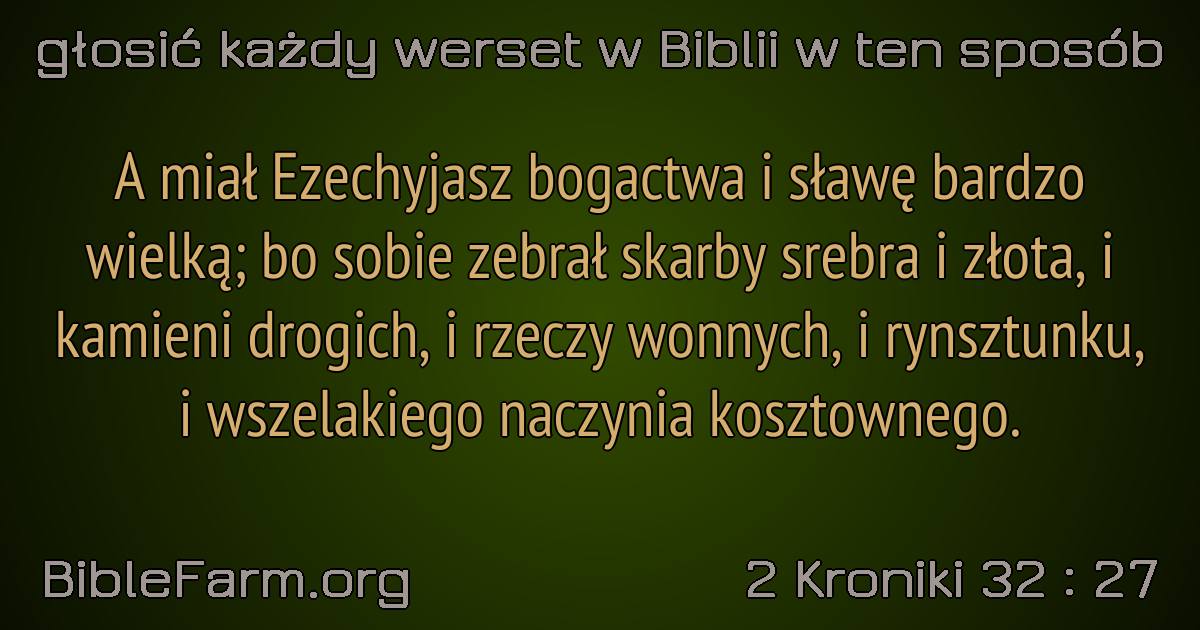 głosić każdy werset w Biblii w ten sposób
A miał Ezechyjasz bogactwa i sławę bardzo
wielką; bo sobie zebrał skarby srebra i złota, i
kamieni drogich, i rzeczy wonnych, i rynsztunku,
i wszelakiego naczynia kosztownego.
BibleFarm.org
2 Kroniki 32 : 27